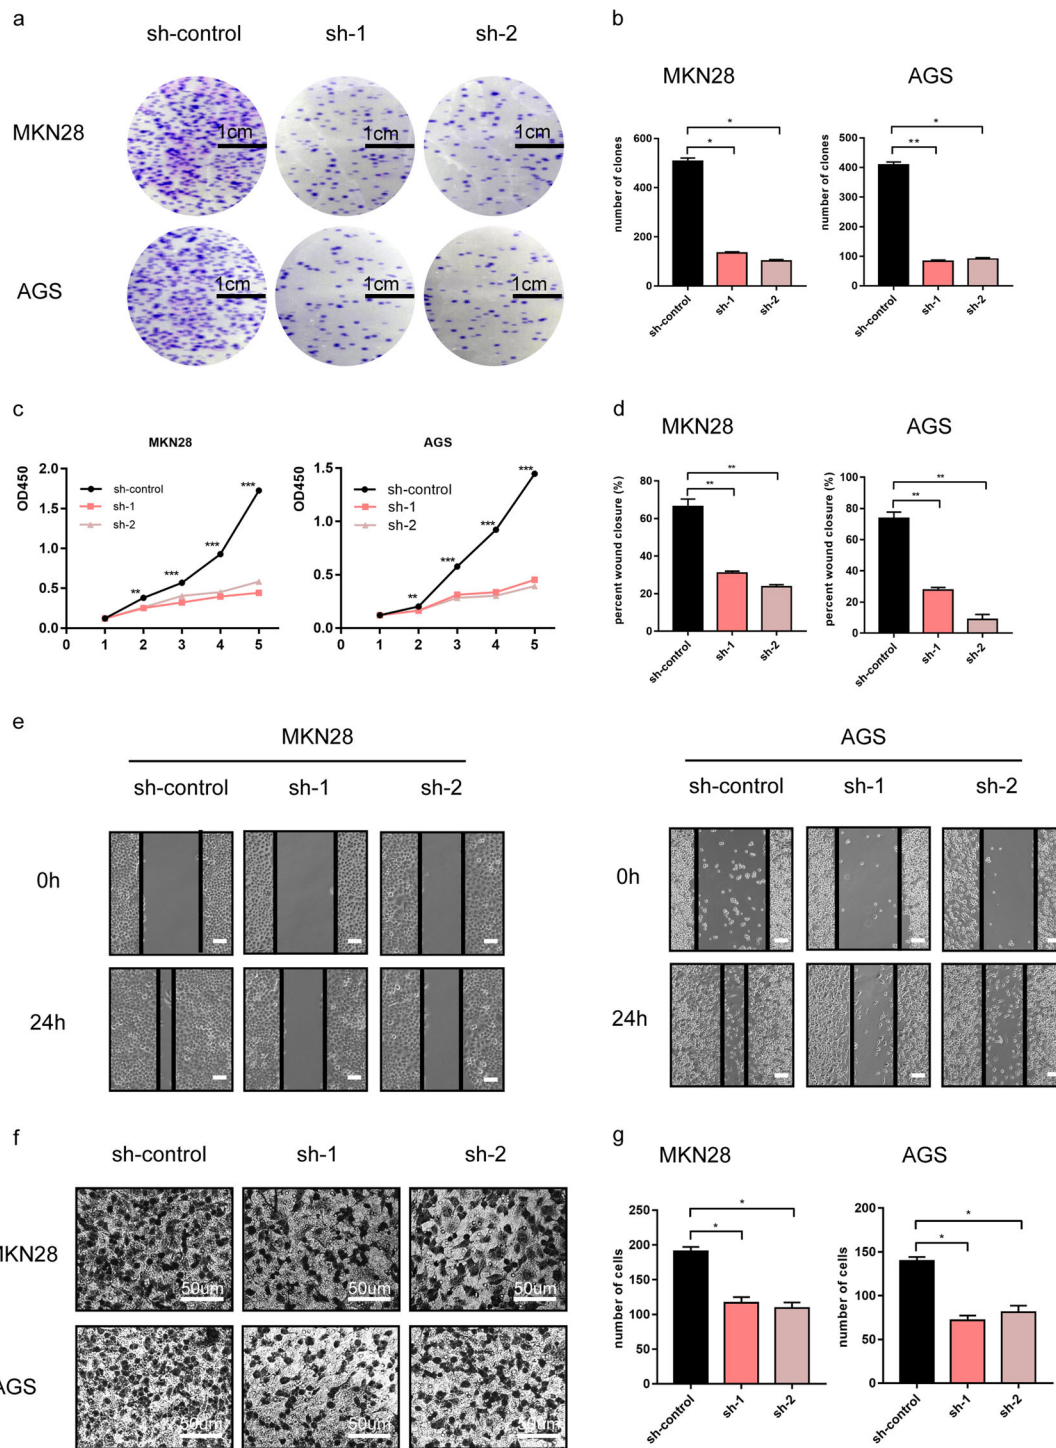 a
sh-control sh-1 sh-2
MKN28
1cm 1cm 1cm
AGS
1cm 1cm 1cm
b
MKN28
number of clones
600
400
200
0
*
*
sh-control sh-1 sh-2
AGS
number of clones
500
400
300
200
100
0
*
**
sh-control sh-1 sh-2
c
MKN28
OD450
2.0
1.5
1.0
0.5
0.0
sh-control
sh-1
sh-2
** *** *** ***
0 1 2 3 4 5
AGS
OD450
1.5
1.0
0.5
0.0
sh-control
sh-1
sh-2
** *** *** ***
0 1 2 3 4 5
d
MKN28
percent wound closure (%)
80
60
40
20
0
**
**
sh-control sh-1 sh-2
AGS
percent wound closure (%)
100
80
60
40
20
0
**
**
sh-control sh-1 sh-2
e
MKN28
sh-control sh-1 sh-2
0h
24h
AGS
sh-control sh-1 sh-2
0h
24h
f
sh-control sh-1 sh-2
MKN28
50um 50um 50um
AGS
50um 50um 50um
g
MKN28
number of cells
250
200
150
100
50
0
*
*
sh-control sh-1 sh-2
AGS
number of cells
200
150
100
50
0
*
*
sh-control sh-1 sh-2